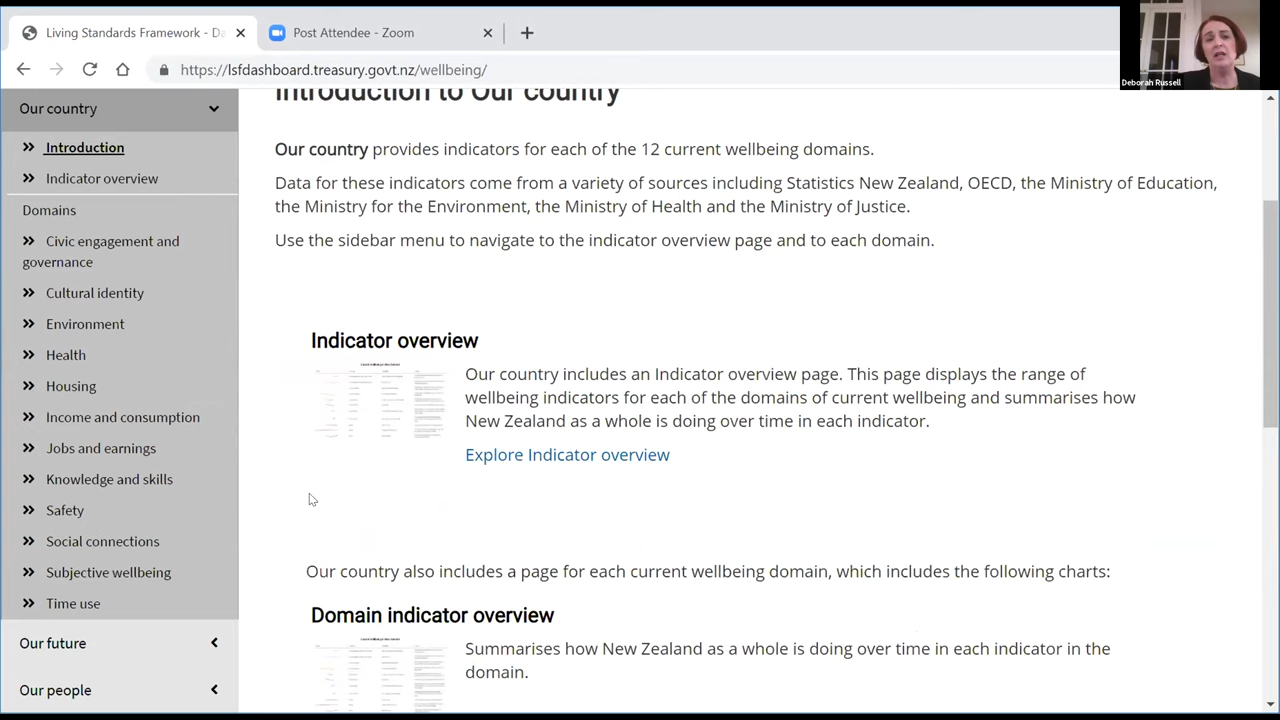 Living Standards Framework - Da
Post Attendee - Zoom
https://lsfdashboard.treasury.govt.nz/wellbeing/
Deborah Russell
Our country
Introduction
Indicator overview
Domains
Civic engagement and
governance
Cultural identity
Environment
Health
Housing
Income and consumption
Jobs and earnings
Knowledge and skills
Safety
Social connections
Subjective wellbeing
Time use
Our future
Our people
Introduction to Our country
Our country provides indicators for each of the 12 current wellbeing domains.
Data for these indicators come from a variety of sources including Statistics New Zealand, OECD, the Ministry of Education,
the Ministry for the Environment, the Ministry of Health and the Ministry of Justice.
Use the sidebar menu to navigate to the indicator overview page and to each domain.
Indicator overview
Our country includes an indicator overview page. This page displays the range of
wellbeing indicators for each of the domains of current wellbeing and summarises how
New Zealand as a whole is doing over time in each indicator.
Explore Indicator overview
Our country also includes a page for each current wellbeing domain, which includes the following charts:
Domain indicator overview
Summarises how New Zealand as a whole is doing over time in each indicator in the
domain.